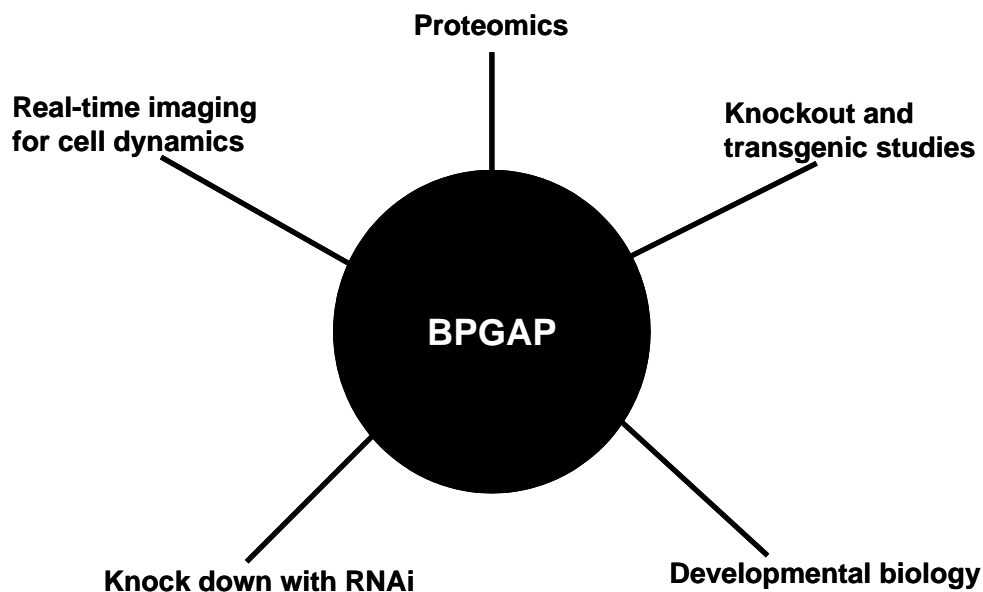 Proteomics
Real-time imaging
for cell dynamics
Knockout and
transgenic studies
BPGAP
Knock down with RNAi
Developmental biology